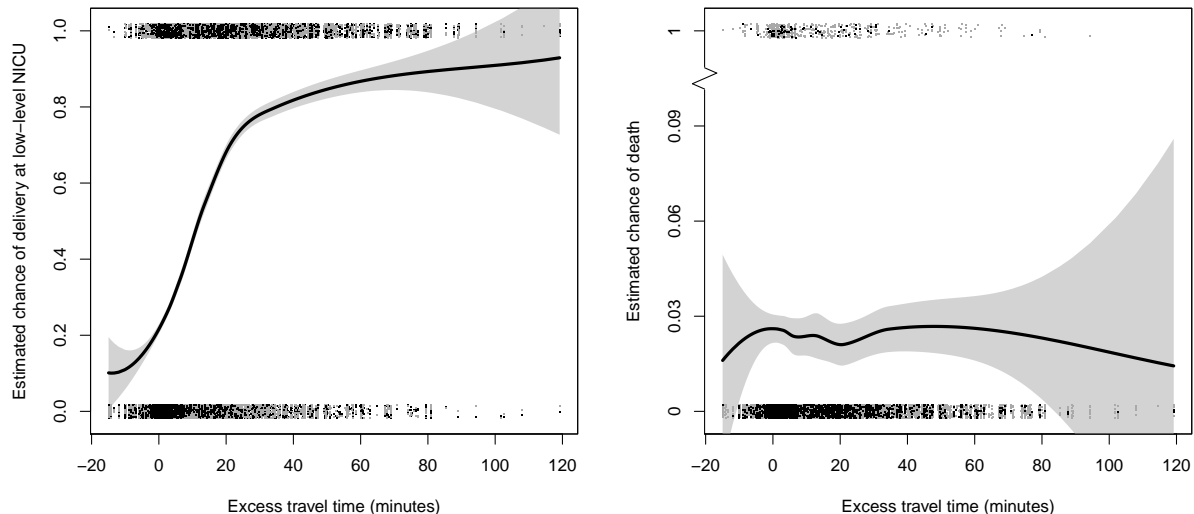 Estimated chance of delivery at low−level NICU
0.0 0.2 0.4 0.6 0.8 1.0
−20 0 20 40 60 80 100 120
Excess travel time (minutes)
Estimated chance of death
0 0.03 0.06 0.09 1
−20 0 20 40 60 80 100 120
Excess travel time (minutes)